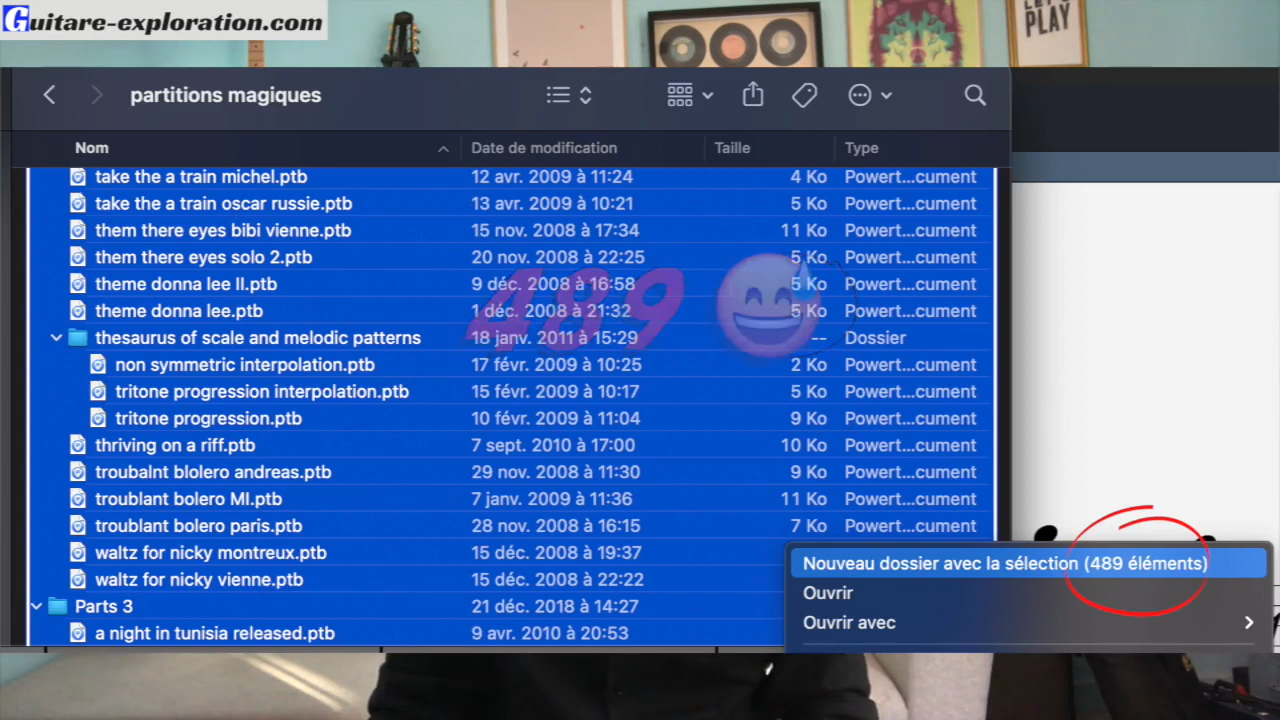 Guitare-exploration.com
LET'S
PLAY
partitions magiques
Nom Date de modification Taille Type
take the a train michel.ptb 12 avr. 2009 à 11:24 4 Ko Powert...cument
take the a train oscar russie.ptb 13 avr. 2009 à 10:21 5 Ko Powert...cument
them there eyes bibi vienne.ptb 15 nov. 2008 à 17:34 11 Ko Powert...cument
them there eyes solo 2.ptb 20 nov. 2008 à 22:25 5 Ko Powert...cument
theme donna lee II.ptb 9 déc. 2008 à 16:58 5 Ko Powert...cument
theme donna lee.ptb 1 déc. 2008 à 21:32 5 Ko Powert...cument
489
thesaurus of scale and melodic patterns 18 janv. 2011 à 15:29 -- Dossier
non symmetric interpolation.ptb 17 févr. 2009 à 10:25 2 Ko Powert...cument
tritone progression interpolation.ptb 15 févr. 2009 à 10:17 5 Ko Powert...cument
tritone progression.ptb 10 févr. 2009 à 11:04 9 Ko Powert...cument
thriving on a riff.ptb 7 sept. 2010 à 17:00 10 Ko Powert...cument
troubalnt blolero andreas.ptb 29 nov. 2008 à 11:30 9 Ko Powert...cument
troublant bolero MI.ptb 7 janv. 2009 à 11:36 11 Ko Powert...cument
troublant bolero paris.ptb 28 nov. 2008 à 16:15 7 Ko Powert...cument
waltz for nicky montreux.ptb 15 déc. 2008 à 19:37
waltz for nicky vienne.ptb 15 déc. 2008 à 22:22
Parts 3 21 déc. 2018 à 14:27
a night in tunisia released.ptb 9 avr. 2010 à 20:53
Nouveau dossier avec la sélection (489 éléments)
Ouvrir
Ouvrir avec